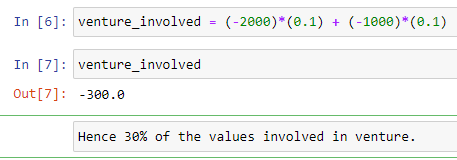 In [6]: venture_involved = (-2000)*(0.1) + (-1000)*(0.1)
In [7]: venture_involved
Out[7]: -300.0
Hence 30% of the values involved in venture.